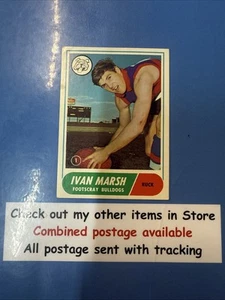 1
IVAN MARSH
FOOTSCRAY BULLDOGS
RUCK
Check out my other items in Store
Combined postage available
All postage sent with tracking